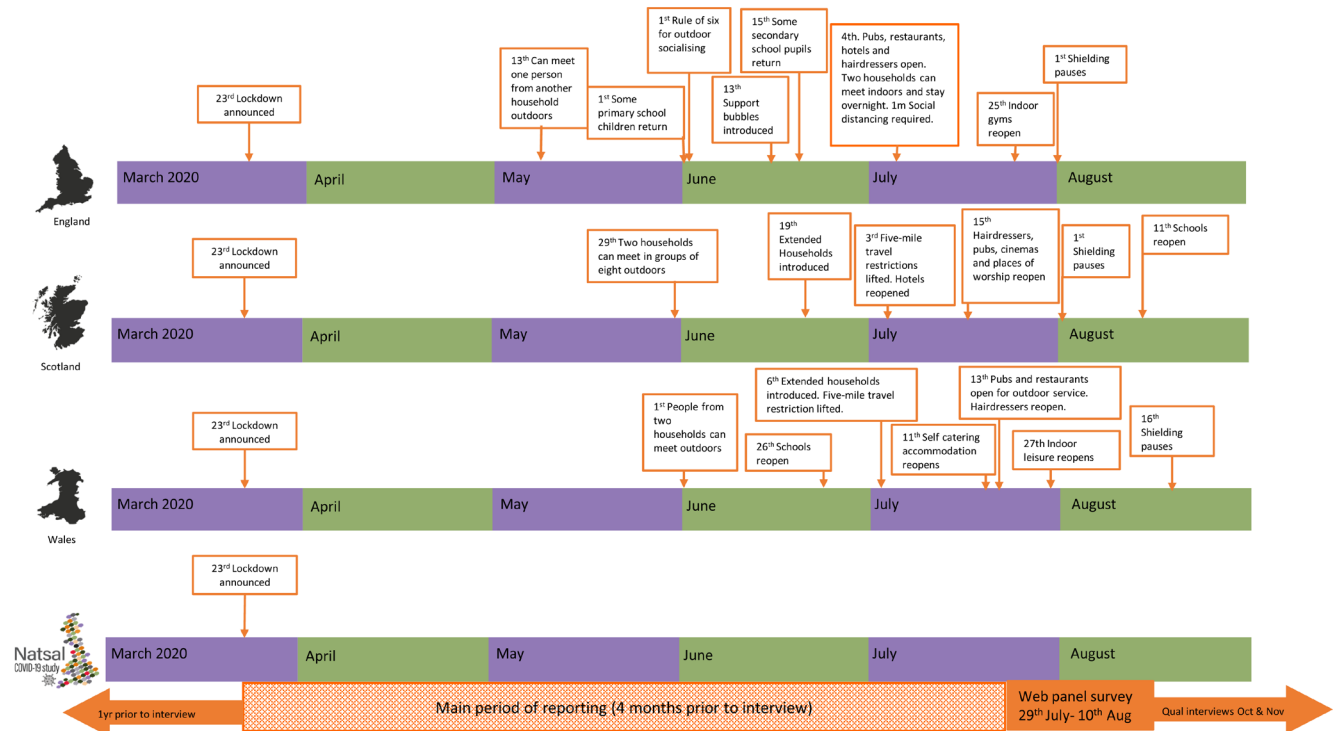 23rd Lockdown
announced
13th Can meet
one person
from another
household
outdoors
1st Some
primary school
children return
1st Rule of six
for outdoor
socialising
13th
Support
bubbles
introduced
15th Some
secondary
school pupils
return
4th. Pubs, restaurants,
hotels and
hairdressers open.
Two households can
meet indoors and stay
overnight. 1m Social
distancing required.
25th Indoor
gyms
reopen
1st Shielding
pauses
March 2020
April
May
June
July
August
England
23rd Lockdown
announced
29th Two households
can meet in groups of
eight outdoors
19th
Extended
Households
introduced
3rd Five-mile
travel
restrictions
lifted. Hotels
reopened
15th
Hairdressers,
pubs, cinemas
and places of
worship reopen
1st
Shielding
pauses
11th Schools
reopen
March 2020
April
May
June
July
August
Scotland
23rd Lockdown
announced
1st People from
two
households can
meet outdoors
26th Schools
reopen
6th Extended households
introduced. Five-mile travel
restriction lifted.
11th Self catering
accommodation
reopens
13th Pubs and restaurants
open for outdoor service.
Hairdressers reopen.
27th Indoor
leisure reopens
16th
Shielding
pauses
March 2020
April
May
June
July
August
Wales
23rd Lockdown
announced
Natsal
COVID-19 study
March 2020
April
May
June
July
August
1yr prior to interview
Main period of reporting (4 months prior to interview)
Web panel survey
29th July- 10th Aug
Qual interviews Oct & Nov